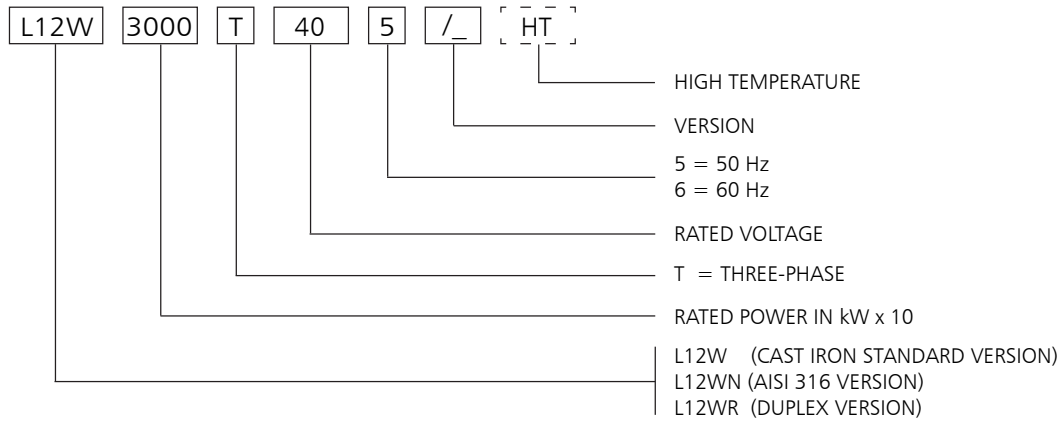 L12W 3000 T 40 5 /_ HT
HIGH TEMPERATURE
VERSION
5 = 50 Hz
6 = 60 Hz
RATED VOLTAGE
T = THREE-PHASE
RATED POWER IN kW x 10
L12W (CAST IRON STANDARD VERSION)
L12WN (AISI 316 VERSION)
L12WR (DUPLEX VERSION)